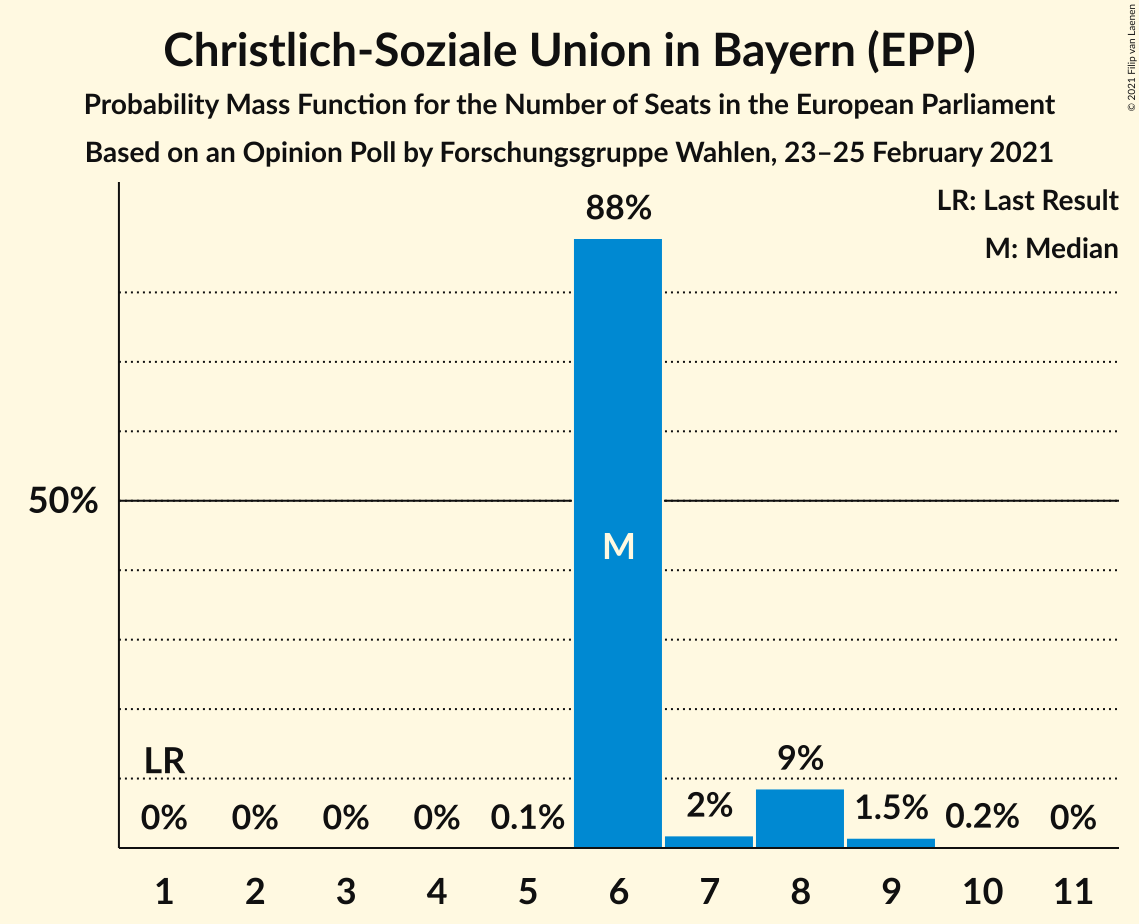 Christlich-Soziale Union in Bayern (EPP)
Probability Mass Function for the Number of Seats in the European Parliament
Based on an Opinion Poll by Forschungsgruppe Wahlen, 23–25 February 2021
© 2021 Filip van Laenen
LR: Last Result
M: Median
88%
50%
M
LR
0% 0% 0% 0% 0.1% 2% 9% 1.5% 0.2% 0%
1 2 3 4 5 6 7 8 9 10 11